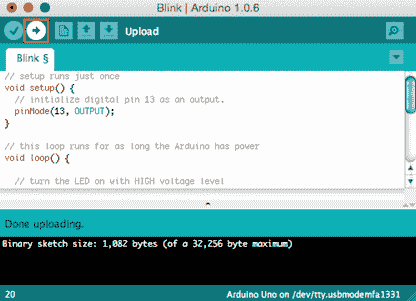 Blink | Arduino 1.0.6
Upload
Blink §
// setup runs just once
void setup() {
// initialize digital pin 13 as an output.
pinMode(13, OUTPUT);
}
// this loop runs for as long the Arduino has power
void loop() {
// turn the LED on with HIGH voltage level
Done uploading.
Binary sketch size: 1,082 bytes (of a 32,256 byte maximum)
20
Arduino Uno on /dev/tty.usbmodemfa1331